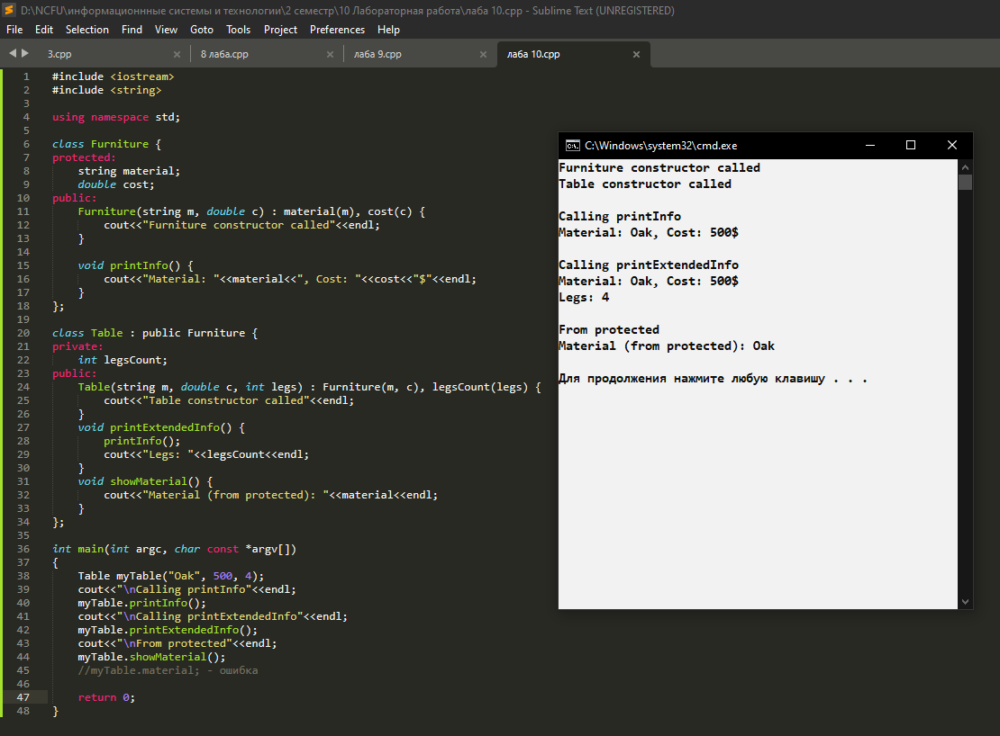 D:\NCFU\информационнные системы и технологии\2 семестр\10 Лабораторная работа\лаба 10.cpp - Sublime Text (UNREGISTERED)
File Edit Selection Find View Goto Tools Project Preferences Help
3.cpp × 8 лаба.cpp × лаба 9.cpp × лаба 10.cpp ×
1 #include <iostream>
2 #include <string>
3
4 using namespace std;
5
6 class Furniture {
7 protected:
8     string material;
9     double cost;
10 public:
11     Furniture(string m, double c) : material(m), cost(c) {
12         cout<<"Furniture constructor called"<<endl;
13     }
14
15     void printInfo() {
16         cout<<"Material: "<<material<<", Cost: "<<cost<<"$"<<endl;
17     }
18 };
19
20 class Table : public Furniture {
21 private:
22     int legsCount;
23 public:
24     Table(string m, double c, int legs) : Furniture(m, c), legsCount(legs) {
25         cout<<"Table constructor called"<<endl;
26     }
27     void printExtendedInfo() {
28         printInfo();
29         cout<<"Legs: "<<legsCount<<endl;
30     }
31     void showMaterial() {
32         cout<<"Material (from protected): "<<material<<endl;
33     }
34 };
35
36 int main(int argc, char const *argv[])
37 {
38     Table myTable("Oak", 500, 4);
39     cout<<"\nCalling printInfo"<<endl;
40     myTable.printInfo();
41     cout<<"\nCalling printExtendedInfo"<<endl;
42     myTable.printExtendedInfo();
43     cout<<"\nFrom protected"<<endl;
44     myTable.showMaterial();
45     //myTable.material; - ошибка
46
47     return 0;
48 }
C:\Windows\system32\cmd.exe
Furniture constructor called
Table constructor called

Calling printInfo
Material: Oak, Cost: 500$

Calling printExtendedInfo
Material: Oak, Cost: 500$
Legs: 4

From protected
Material (from protected): Oak

Для продолжения нажмите любую клавишу . . .